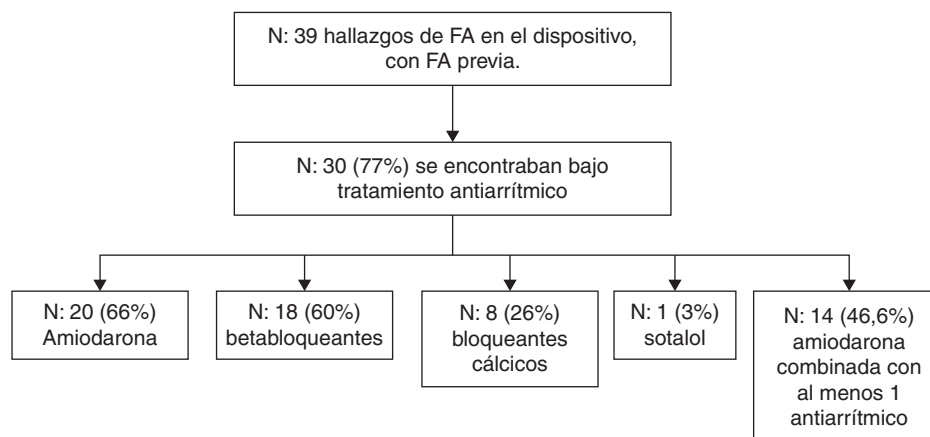 N: 39 hallazgos de FA en el dispositivo,
con FA previa.
N: 30 (77%) se encontraban bajo
tratamiento antiarrítmico
N: 20 (66%)
Amiodarona
N: 18 (60%)
betabloqueantes
N: 8 (26%)
bloqueantes
cálcicos
N: 1 (3%)
sotalol
N: 14 (46,6%)
amiodarona
combinada con
al menos 1
antiarrítmico